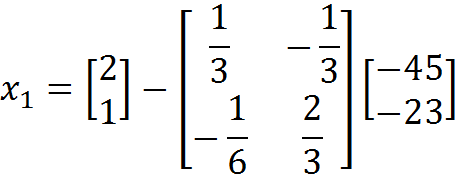 x₁ = [2; 1] − [1/3, −1/3; −1/6, 2/3] [−45; −23]